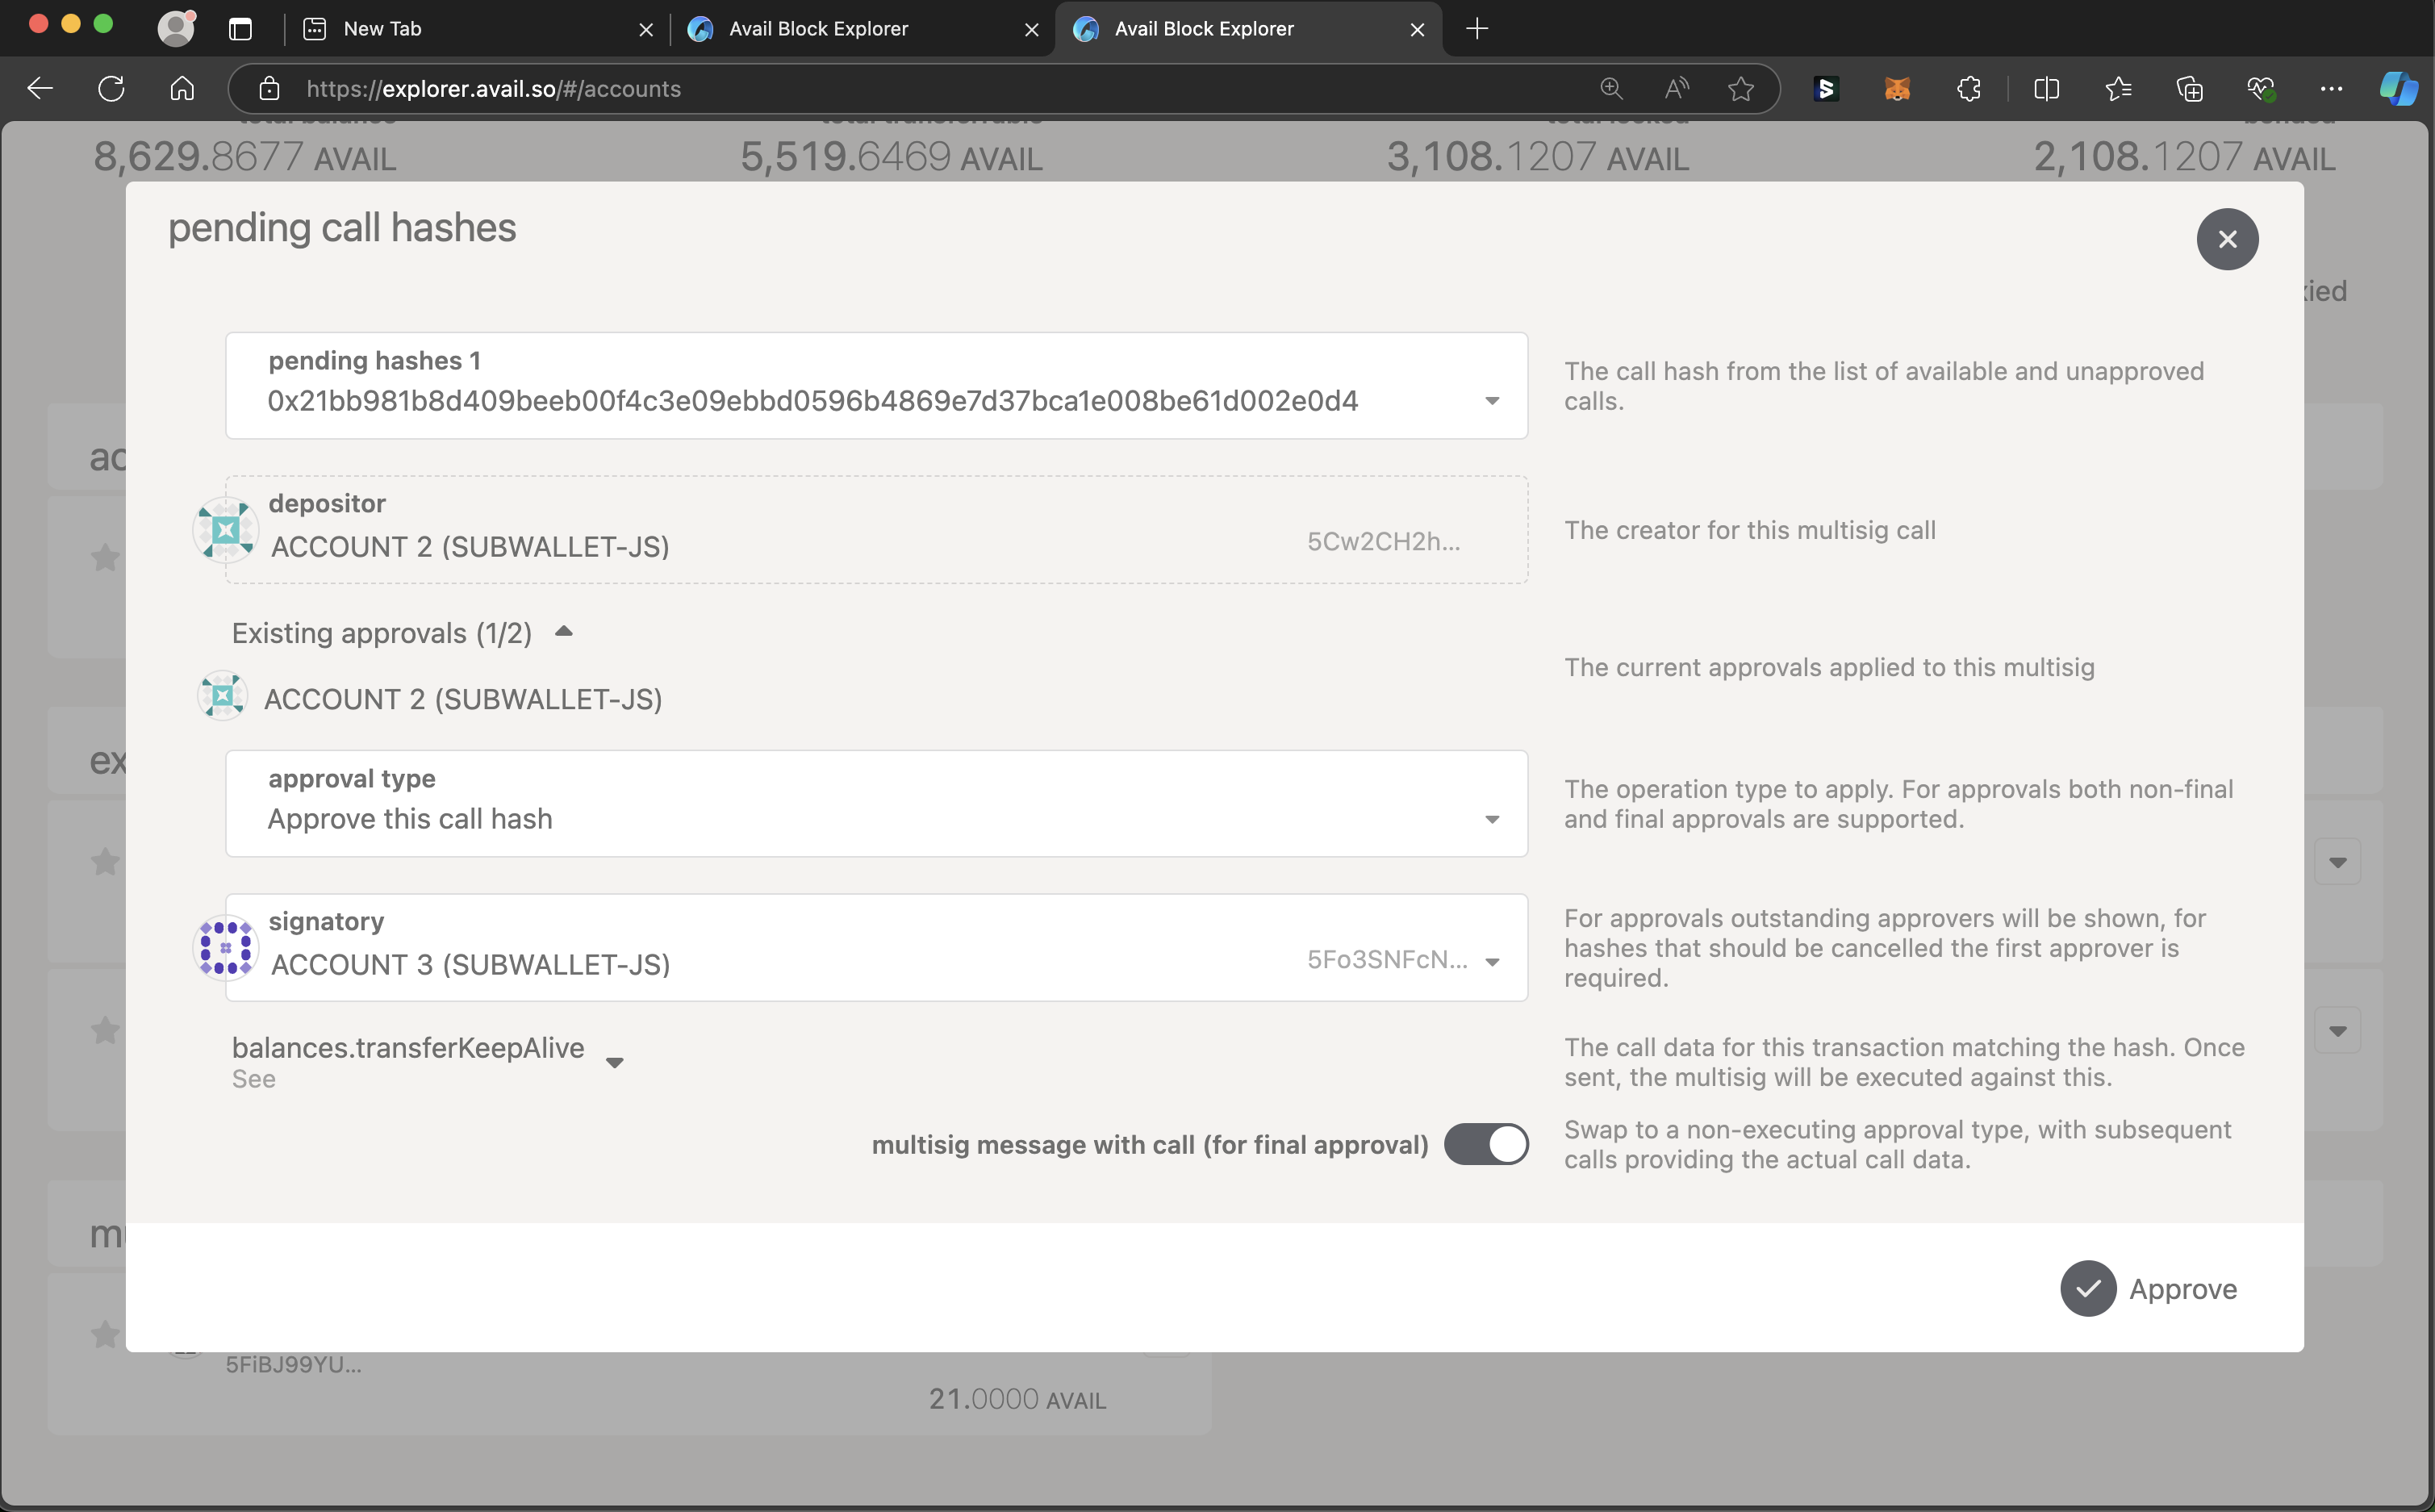 New Tab
Avail Block Explorer
Avail Block Explorer
https://explorer.avail.so/#/accounts
total balance
total transferrable
total locked
bonded
8,629.8677 AVAIL
5,519.6469 AVAIL
3,108.1207 AVAIL
2,108.1207 AVAIL
pending call hashes
pending hashes 1
0x21bb981b8d409beeb00f4c3e09ebbd0596b4869e7d37bca1e008be61d002e0d4
The call hash from the list of available and unapproved
calls.
depositor
ACCOUNT 2 (SUBWALLET-JS)
5Cw2CH2h...
The creator for this multisig call
Existing approvals (1/2)
ACCOUNT 2 (SUBWALLET-JS)
The current approvals applied to this multisig
approval type
Approve this call hash
The operation type to apply. For approvals both non-final
and final approvals are supported.
signatory
ACCOUNT 3 (SUBWALLET-JS)
5Fo3SNFcN...
For approvals outstanding approvers will be shown, for
hashes that should be cancelled the first approver is
required.
balances.transferKeepAlive
See
The call data for this transaction matching the hash. Once
sent, the multisig will be executed against this.
multisig message with call (for final approval)
Swap to a non-executing approval type, with subsequent
calls providing the actual call data.
Approve
5FiBJ99YU...
21.0000 AVAIL